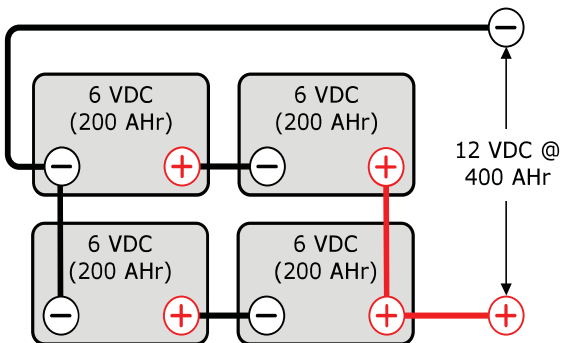 −
6 VDC
(200 AHr)
6 VDC
(200 AHr)
12 VDC @
400 AHr
− + − +
6 VDC
(200 AHr)
6 VDC
(200 AHr)
− + − + +